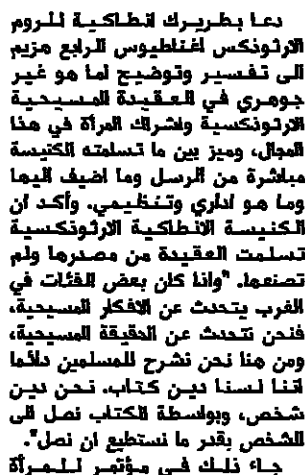 دعا بطريرك انطاكية للروم
الارثوذكس اغناطيوس الرابع هزيم
الى تفسير وتوضيح لما هو غير
جوهري في العقيدة المسيحية
الارثوذكسية واشراك المرأة في هذا
المجال، وميز بين ما تسلمته الكنيسة
مباشرة من الرسل وما اضيف اليها
وما هو اداري وتنظيمي. وأكد ان
الكنيسة الانطاكية الارثوذكسية
تسلمت العقيدة من مصدرها ولم
تصنعها. "واذا كان بعض الفئات في
الغرب يتحدث عن الافكار المسيحية،
فنحن نتحدث عن الحقيقة المسيحية،
ومن هنا نحن نشرح للمسلمين دائما
اننا لسنا دين كتاب. نحن دين
شخص، وبواسطة الكتاب نصل الى
الشخص بقدر ما نستطيع ان نصل".
جاء ذلك في مؤتمر للمرأة